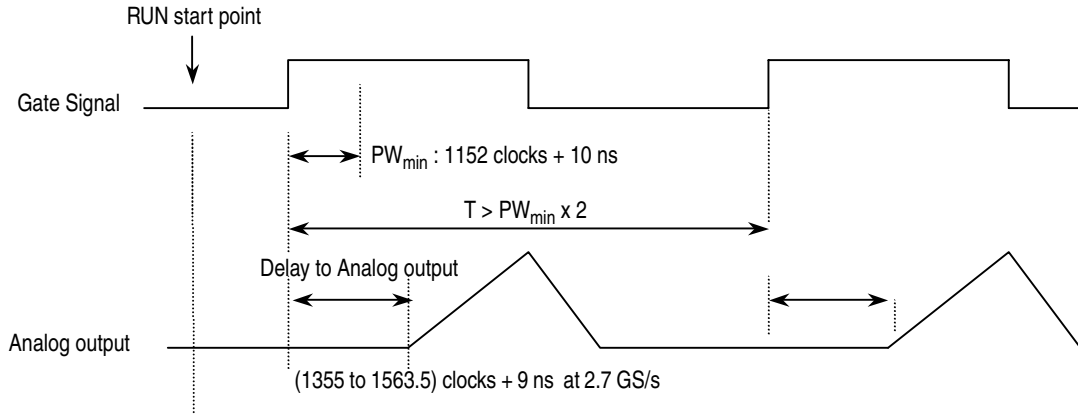 RUN start point
Gate Signal
PWmin : 1152 clocks + 10 ns
T > PWmin x 2
Delay to Analog output
Analog output
(1355 to 1563.5) clocks + 9 ns at 2.7 GS/s